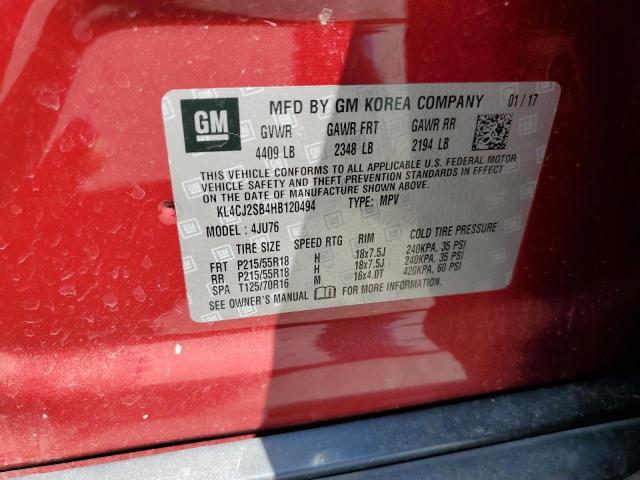 GM MFD BY GM KOREA COMPANY 01/17
GVWR GAWR FRT GAWR RR
4409 LB 2348 LB 2194 LB
THIS VEHICLE CONFORMS TO ALL APPLICABLE U.S. FEDERAL MOTOR
VEHICLE SAFETY AND THEFT PREVENTION STANDARDS IN EFFECT
ON THE DATE OF MANUFACTURE SHOWN ABOVE.
KL4CJ2SB4HB120494 TYPE: MPV
MODEL: 4JU76
TIRE SIZE SPEED RTG RIM COLD TIRE PRESSURE
FRT P215/55R18 H 18x7.5J 240KPA, 35 PSI
RR P215/55R18 H 18x7.5J 240KPA, 35 PSI
SPA T125/70R16 M 16x4.0T 420KPA, 60 PSI
SEE OWNER'S MANUAL FOR MORE INFORMATION.